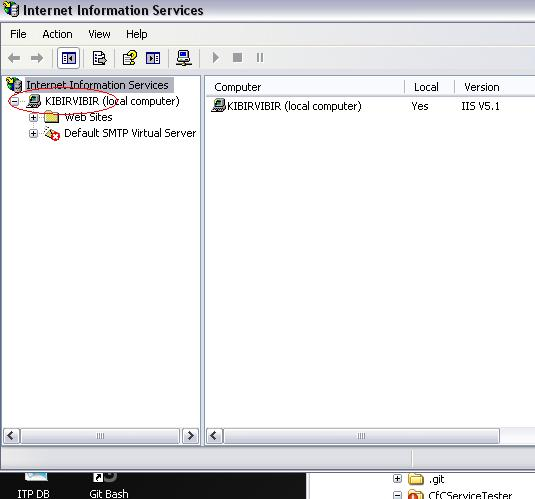 Internet Information Services
File Action View Help
Internet Information Services
KIBIRVIBIR (local computer)
Web Sites
Default SMTP Virtual Server
Computer Local Version
KIBIRVIBIR (local computer) Yes IIS V5.1
ITP DB
Git Bash
.git
CfCServiceTester